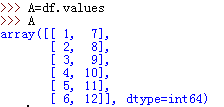 >>> A=df.values
>>> A
array([[ 1,  7],
       [ 2,  8],
       [ 3,  9],
       [ 4, 10],
       [ 5, 11],
       [ 6, 12]], dtype=int64)